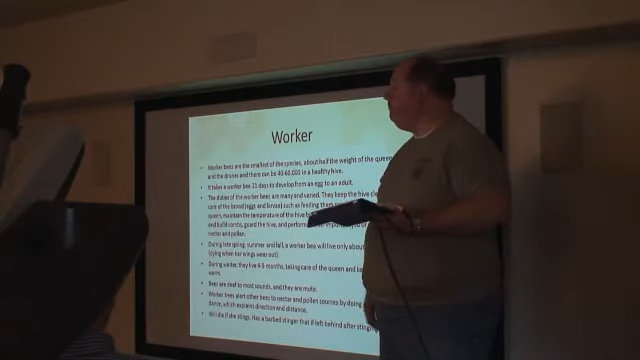 Worker
• Worker bees are the smallest of the species, about half the weight of the queen
and the drones and there can be 40-60,000 in a healthy hive.
• It takes a worker bee 21 days to develop from an egg to an adult.
• The duties of the worker bees are many and varied. They keep the hive
care of the brood (eggs and larvae) such as feeding them
queen, maintain the temperature of the hive
and build combs, guard the hive, and perform
nectar and pollen.
• During late spring, summer and fall, a worker bee will live only about
(dying when her wings wear out).
• During winter, they live 4-6 months, taking care of the queen and
warm.
• Bees are deaf to most sounds, and they are mute.
• Worker bees alert other bees to nectar and pollen sources by doing
dance, which explains direction and distance.
• Will die if she stings. Has a barbed stinger that if left behind after